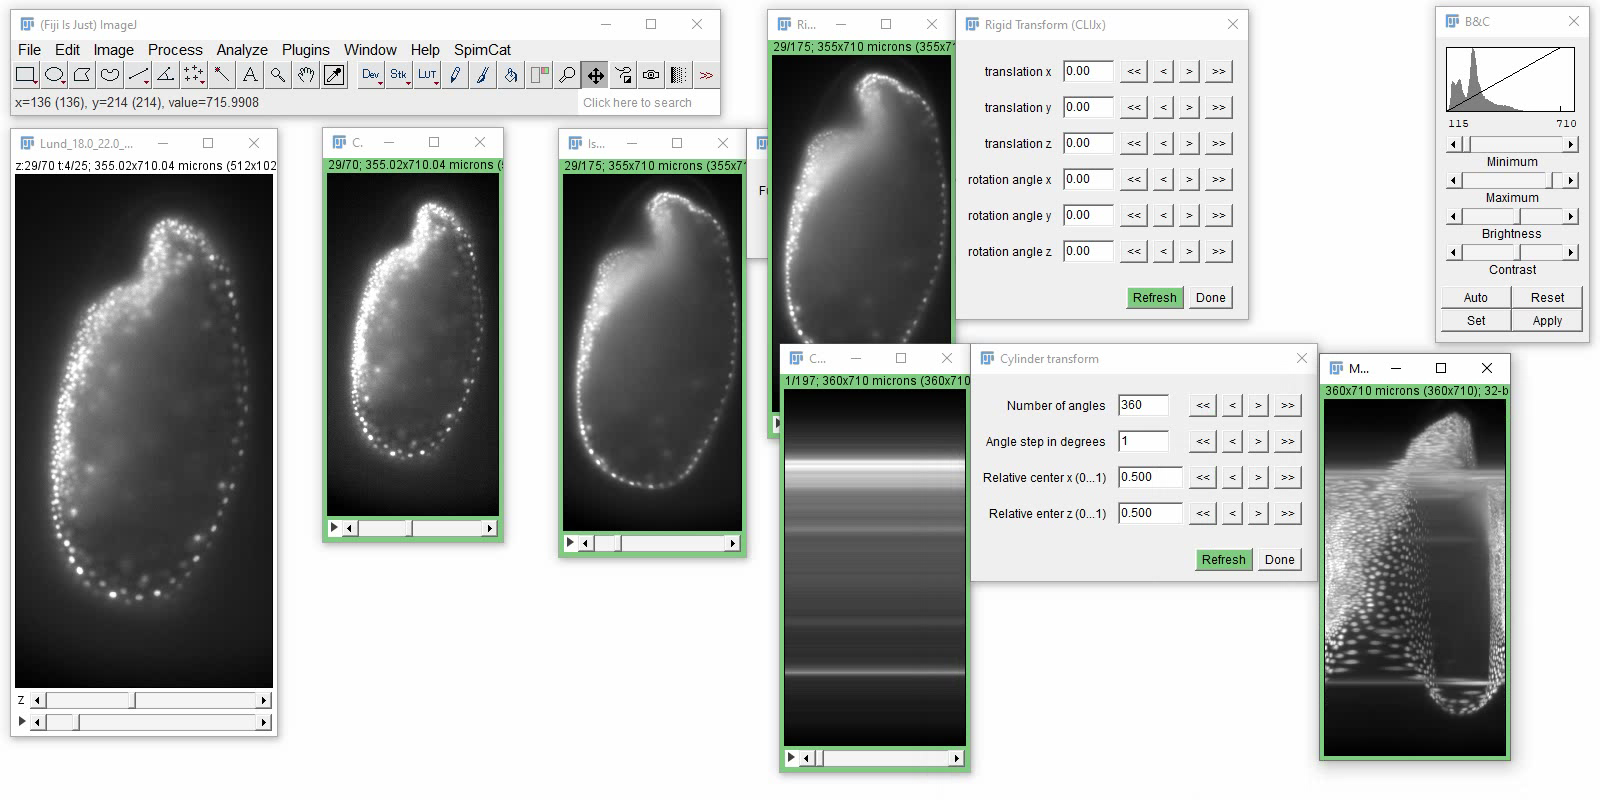 (Fiji Is Just) ImageJ
File Edit Image Process Analyze Plugins Window Help SpimCat
A Dev Stk LUT >>
x=136 (136), y=214 (214), value=715.9908
Click here to search
Lund_18.0_22.0_...
z:29/70 t:4/25; 355.02x710.04 microns (512x102
z
C.
29/70; 355.02x710.04 microns (
Is...
29/175; 355x710 microns (355x7
Ri...
29/175; 355x710 microns (355x7
Rigid Transform (CLIJx)
translation x 0.00 << < > >>
translation y 0.00 << < > >>
translation z 0.00 << < > >>
rotation angle x 0.00 << < > >>
rotation angle y 0.00 << < > >>
rotation angle z 0.00 << < > >>
Refresh Done
C...
1/197; 360x710 microns (360x710
Cylinder transform
Number of angles 360 << < > >>
Angle step in degrees 1 << < > >>
Relative center x (0...1) 0.500 << < > >>
Relative enter z (0...1) 0.500 << < > >>
Refresh Done
M...
360x710 microns (360x710); 32-b
B&C
115 710
Minimum
Maximum
Brightness
Contrast
Auto Reset
Set Apply